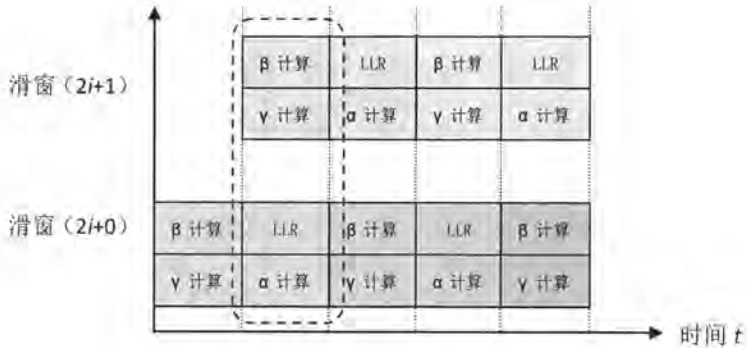 β 计算 LLR β 计算 LLR
滑窗（2i+1）
γ 计算 α 计算 γ 计算 α 计算
滑窗（2i+0）
β 计算 LLR β 计算 LLR β 计算
γ 计算 α 计算 γ 计算 α 计算 γ 计算
时间 t